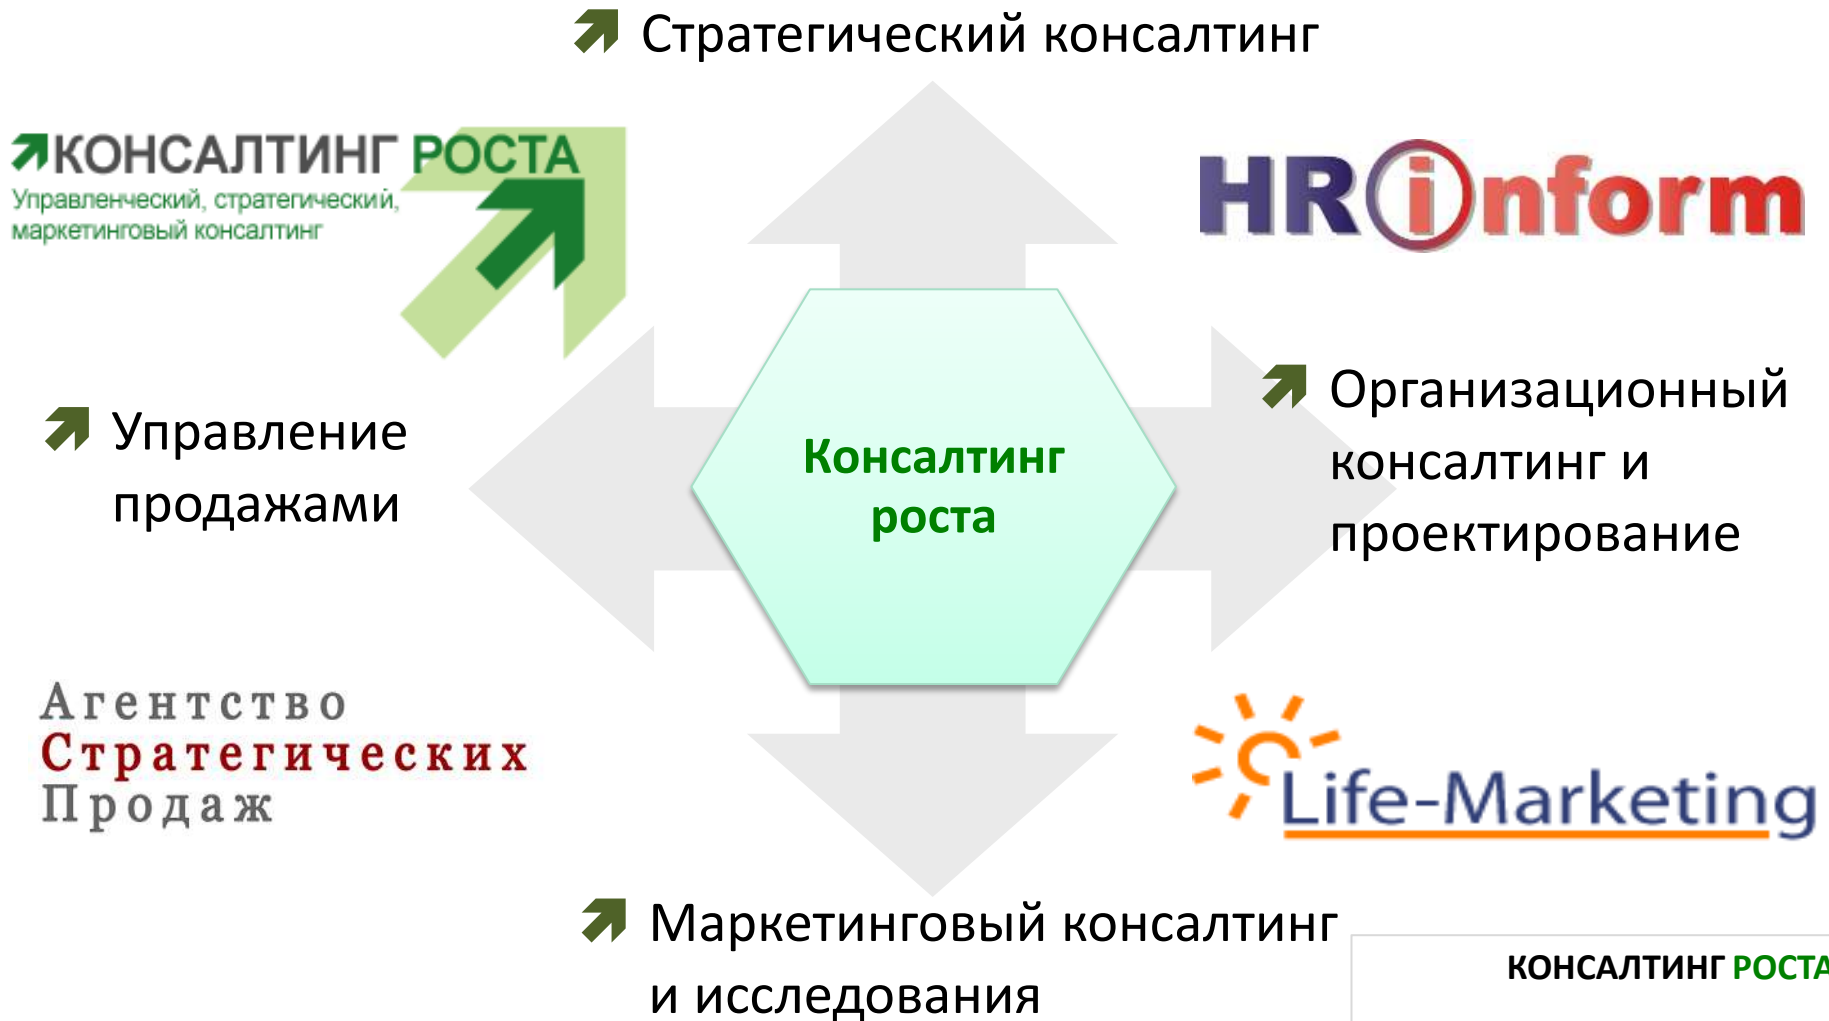 Стратегический консалтинг
КОНСАЛТИНГ РОСТА
Управленческий, стратегический,
маркетинговый консалтинг
HRinform
Управление
продажами
Консалтинг
роста
Организационный
консалтинг и
проектирование
Агентство
Стратегических
Продаж
Life-Marketing
Маркетинговый консалтинг
и исследования
КОНСАЛТИНГ РОСТА